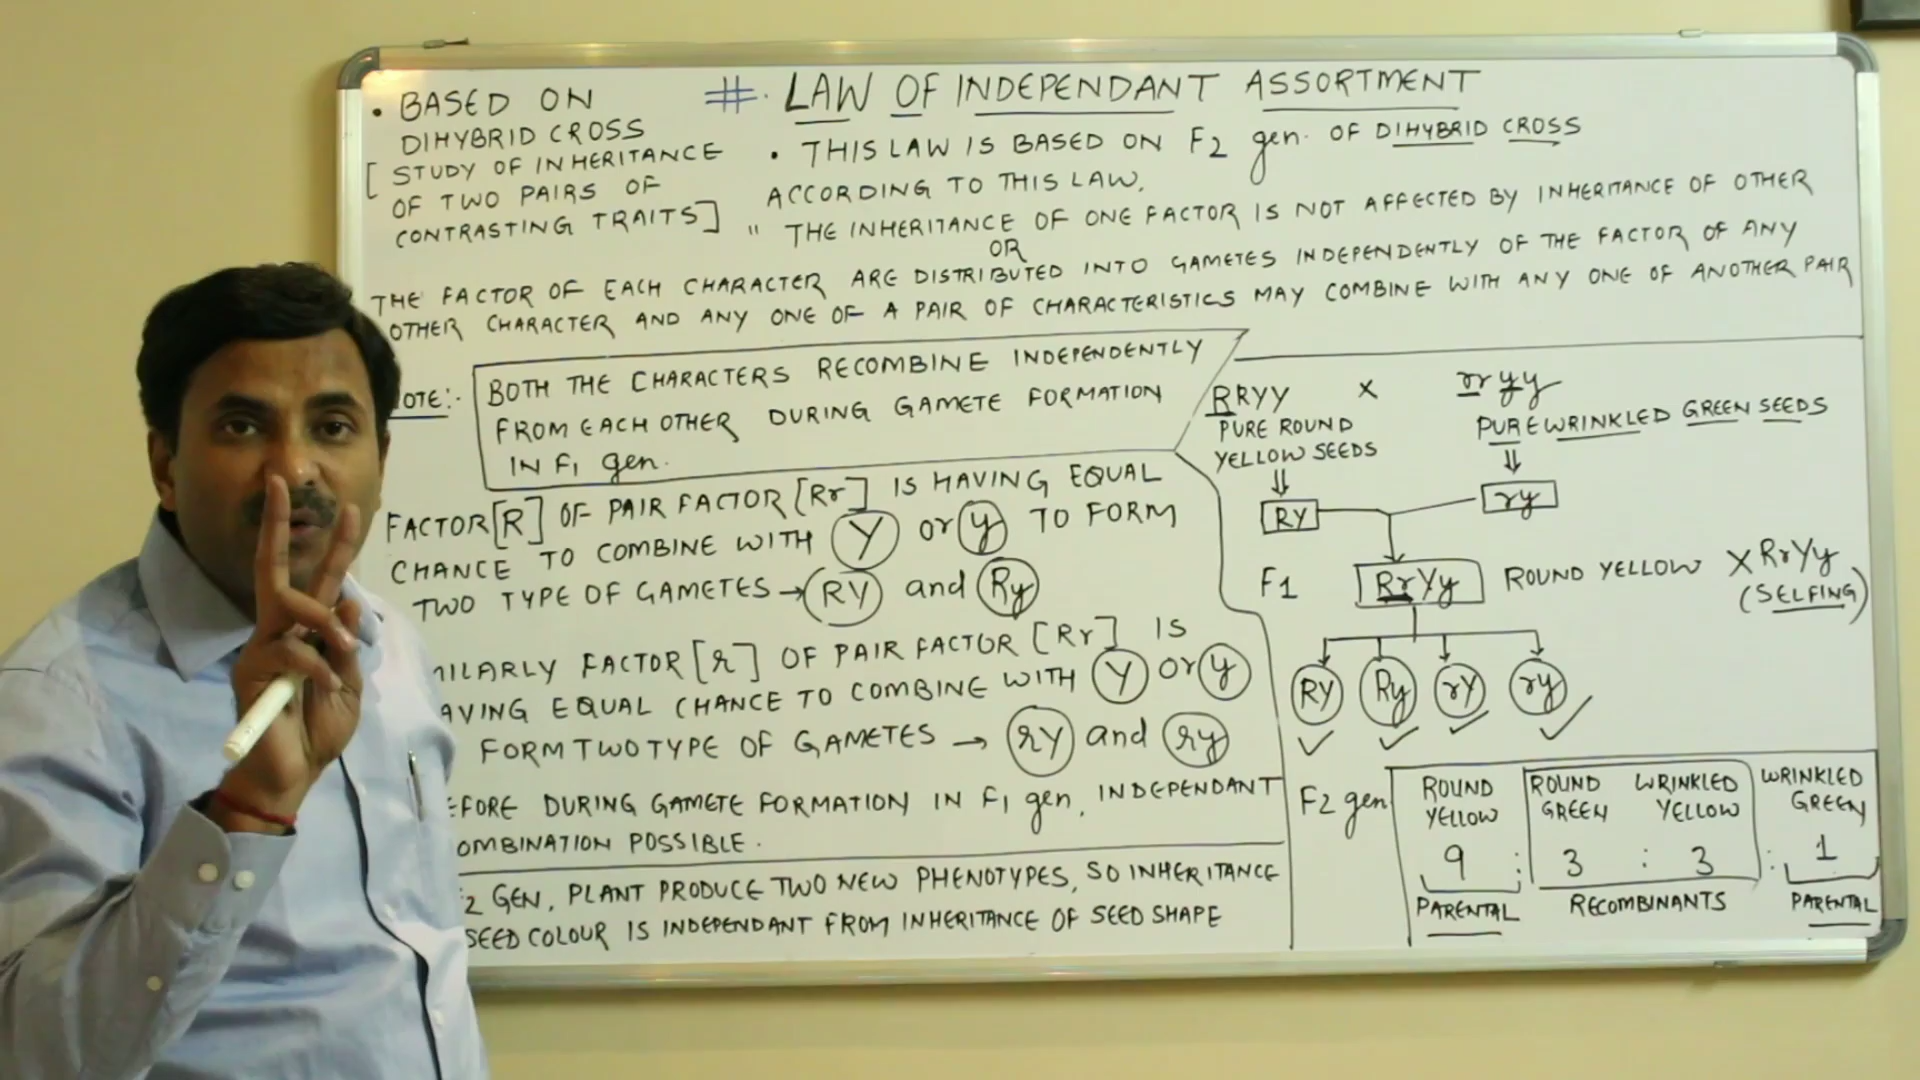 # . LAW OF INDEPENDANT ASSORTMENT
• BASED ON
DIHYBRID CROSS
[ STUDY OF INHERITANCE
OF TWO PAIRS OF
CONTRASTING TRAITS]
• THIS LAW IS BASED ON F2 gen. OF DIHYBRID CROSS
ACCORDING TO THIS LAW,
" THE INHERITANCE OF ONE FACTOR IS NOT AFFECTED BY INHERITANCE OF OTHER
OR
THE FACTOR OF EACH CHARACTER ARE DISTRIBUTED INTO GAMETES INDEPENDENTLY OF THE FACTOR OF ANY
OTHER CHARACTER AND ANY ONE OF A PAIR OF CHARACTERISTICS MAY COMBINE WITH ANY ONE OF ANOTHER PAIR
OTE:-
BOTH THE CHARACTERS RECOMBINE INDEPENDENTLY
FROM EACH OTHER DURING GAMETE FORMATION
IN F1 gen.
FACTOR[R] OF PAIR FACTOR [Rr] IS HAVING EQUAL
CHANCE TO COMBINE WITH Y or y TO FORM
TWO TYPE OF GAMETES → RY and Ry
MILARLY FACTOR[r] OF PAIR FACTOR [Rr] IS
AVING EQUAL CHANCE TO COMBINE WITH Y or y
FORM TWO TYPE OF GAMETES → rY and ry
EFORE DURING GAMETE FORMATION IN F1 gen, INDEPENDANT
OMBINATION POSSIBLE.
2 GEN, PLANT PRODUCE TWO NEW PHENOTYPES, SO INHERITANCE
SEED COLOUR IS INDEPENDANT FROM INHERITANCE OF SEED SHAPE
RRYY × rryy
PURE ROUND
YELLOW SEEDS
PURE WRINKLED GREEN SEEDS
RY ry
F1 RrYy ROUND YELLOW × RrYy
(SELFING)
RY Ry rY ry
F2 gen
ROUND YELLOW
ROUND GREEN
WRINKLED YELLOW
WRINKLED GREEN
9 : 3 : 3 : 1
PARENTAL RECOMBINANTS PARENTAL